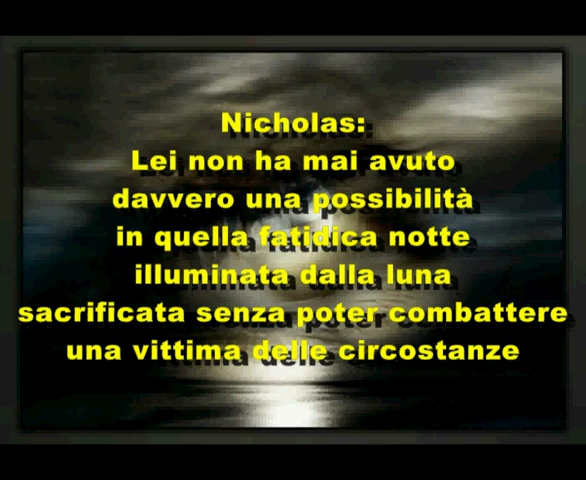 Nicholas:
Lei non ha mai avuto
davvero una possibilità
in quella fatidica notte
illuminata dalla luna
sacrificata senza poter combattere
una vittima delle circostanze